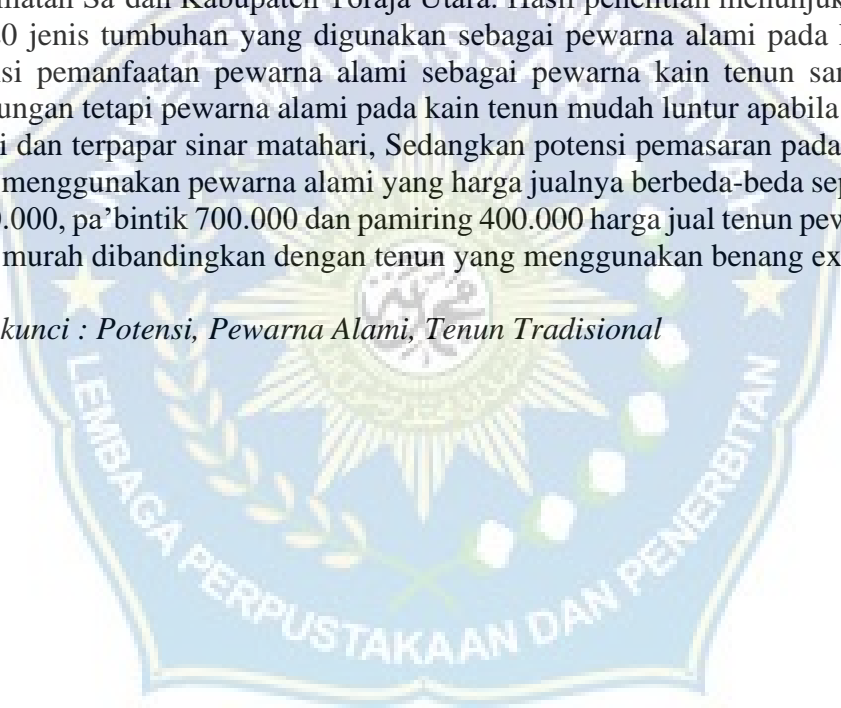 matan Sa'dan Kabupaten Toraja Utara. Hasil penelitian menunjuk
0 jenis tumbuhan yang digunakan sebagai pewarna alami pada
si pemanfaatan pewarna alami sebagai pewarna kain tenun san
ungan tetapi pewarna alami pada kain tenun mudah luntur apabila
i dan terpapar sinar matahari, Sedangkan potensi pemasaran pada
menggunakan pewarna alami yang harga jualnya berbeda-beda sep
0.000, pa’bintik 700.000 dan pamiring 400.000 harga jual tenun pew
murah dibandingkan dengan tenun yang menggunakan benang ex
kunci : Potensi, Pewarna Alami, Tenun Tradisional
LEMBAGA PERPUSTAKAAN DAN PENERBITAN